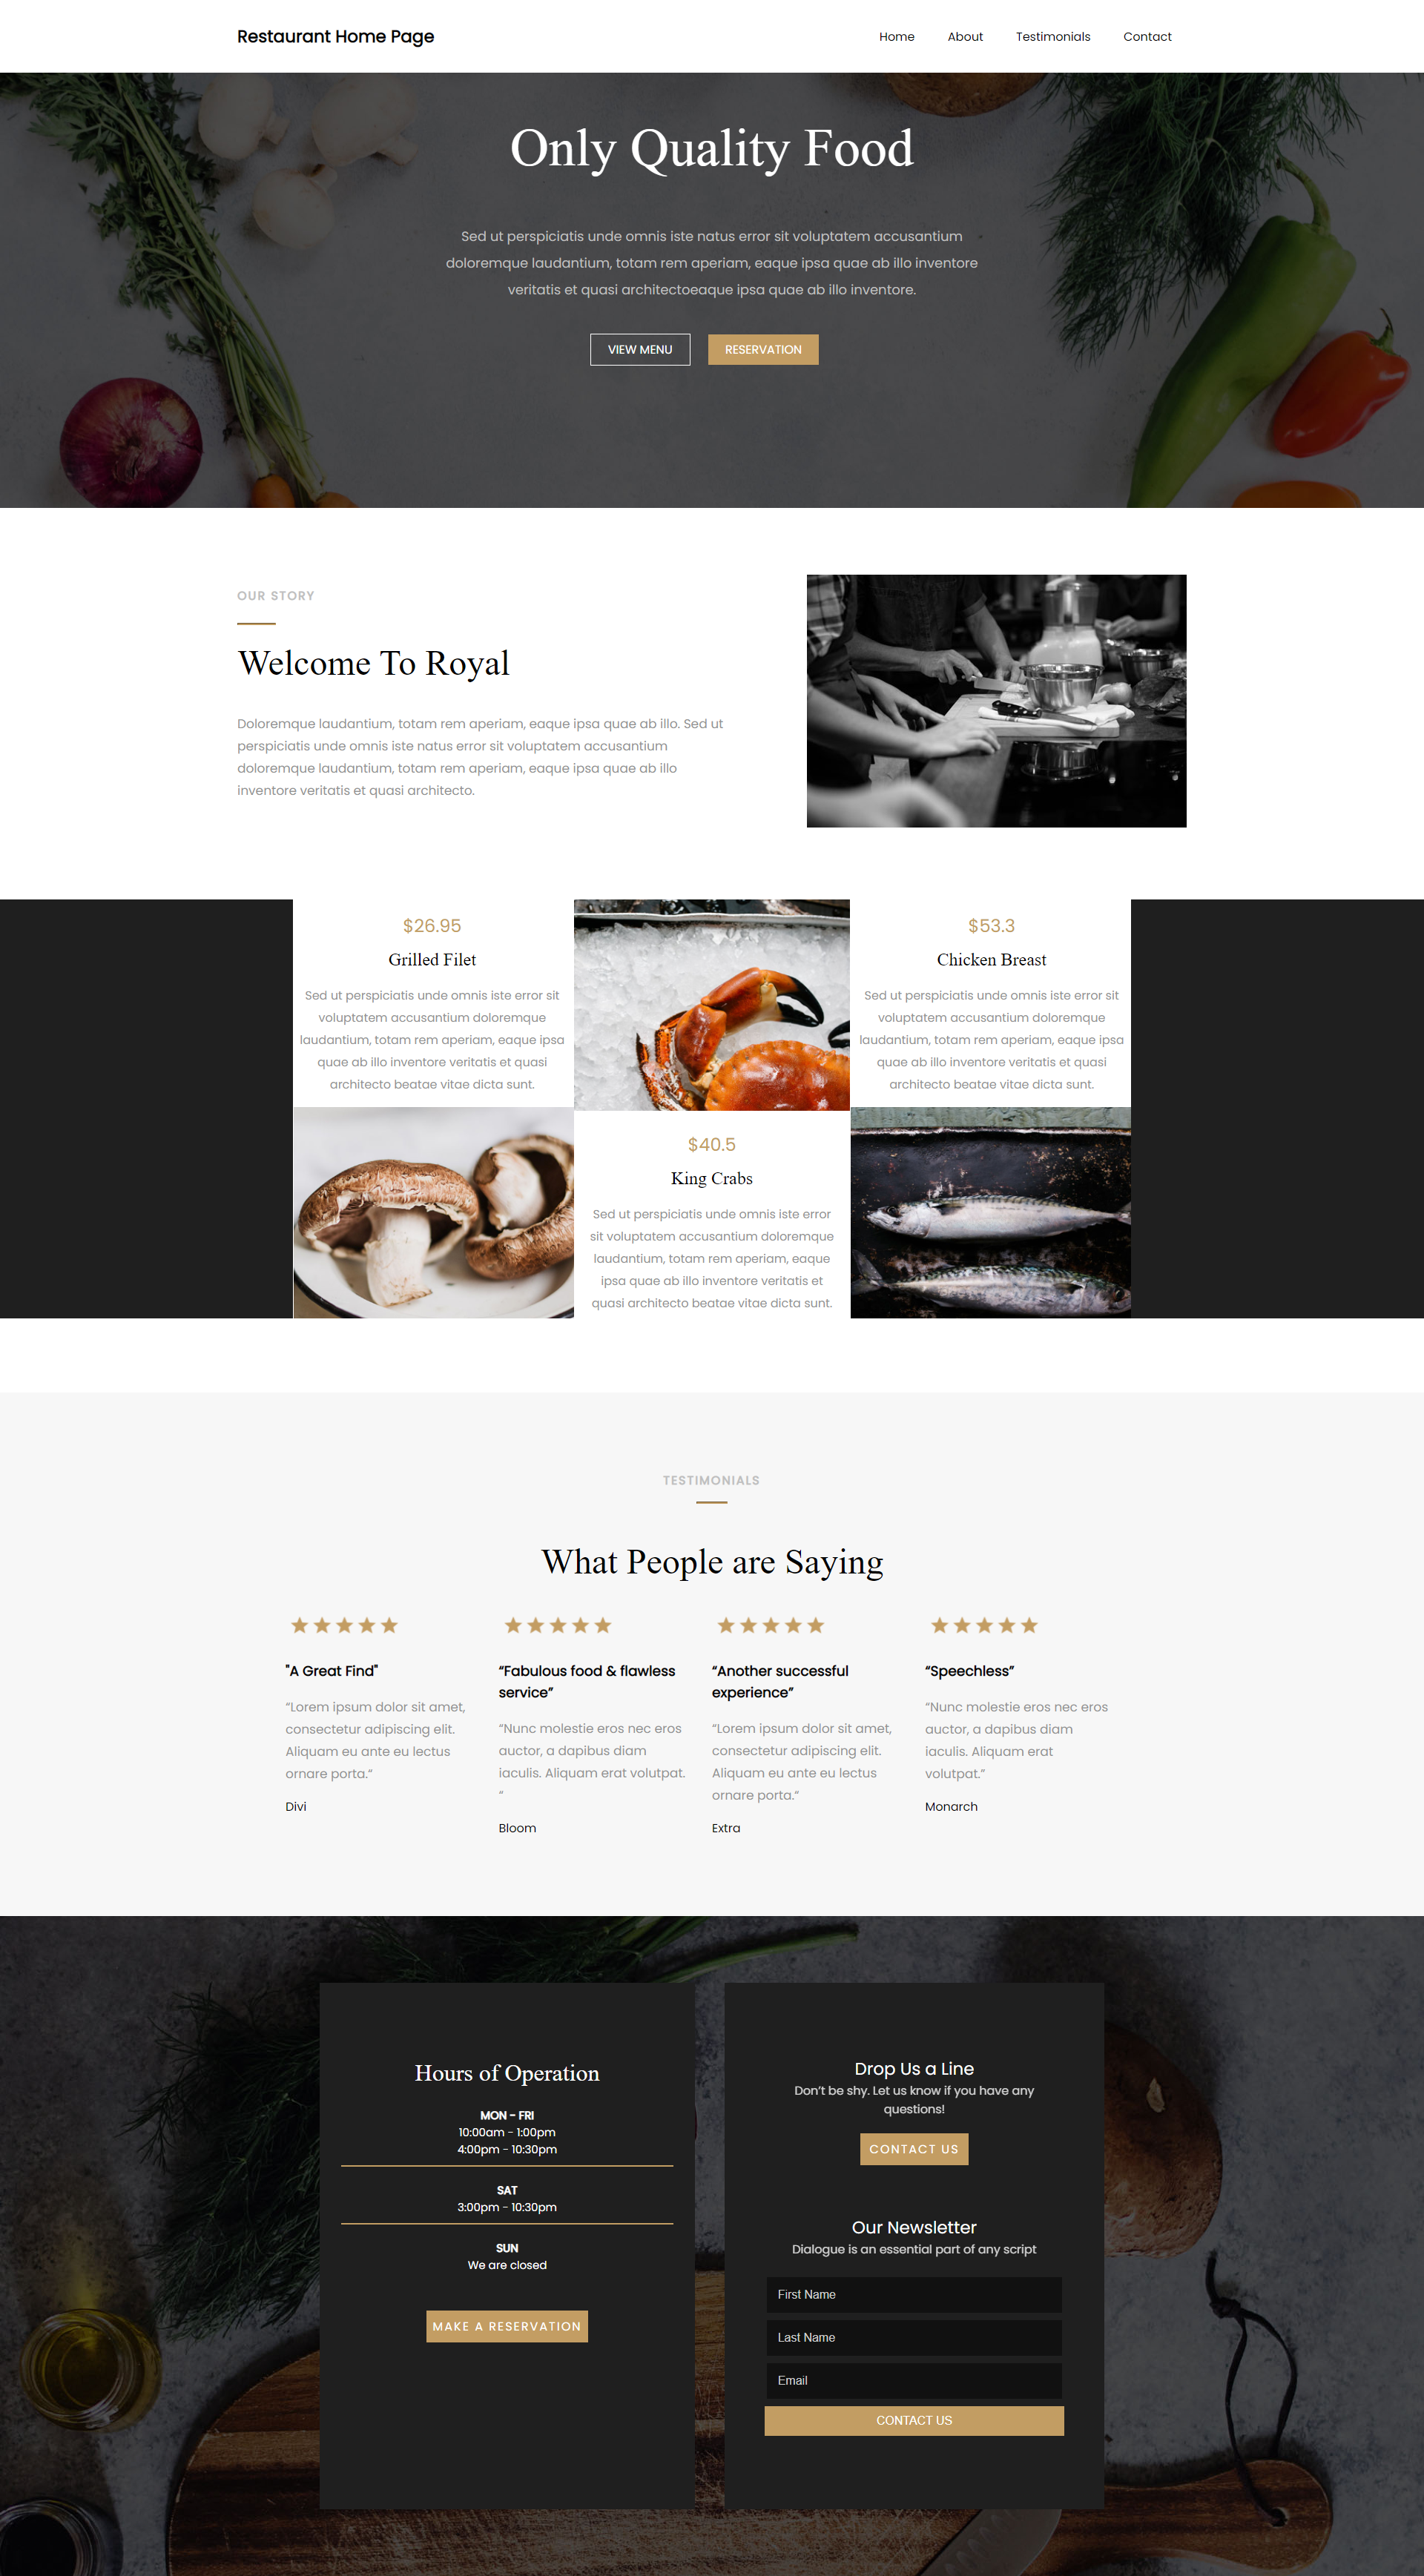 Restaurant Home Page
Home
About
Testimonials
Contact
Only Quality Food
Sed ut perspiciatis unde omnis iste natus error sit voluptatem accusantium
doloremque laudantium, totam rem aperiam, eaque ipsa quae ab illo inventore
veritatis et quasi architectoeaque ipsa quae ab illo inventore.
VIEW MENU
RESERVATION
OUR STORY
Welcome To Royal
Doloremque laudantium, totam rem aperiam, eaque ipsa quae ab illo. Sed ut
perspiciatis unde omnis iste natus error sit voluptatem accusantium
doloremque laudantium, totam rem aperiam, eaque ipsa quae ab illo
inventore veritatis et quasi architecto.
$26.95
Grilled Filet
Sed ut perspiciatis unde omnis iste error sit
voluptatem accusantium doloremque
laudantium, totam rem aperiam, eaque ipsa
quae ab illo inventore veritatis et quasi
architecto beatae vitae dicta sunt.
$40.5
King Crabs
Sed ut perspiciatis unde omnis iste error
sit voluptatem accusantium doloremque
laudantium, totam rem aperiam, eaque
ipsa quae ab illo inventore veritatis et
quasi architecto beatae vitae dicta sunt.
$53.3
Chicken Breast
Sed ut perspiciatis unde omnis iste error sit
voluptatem accusantium doloremque
laudantium, totam rem aperiam, eaque ipsa
quae ab illo inventore veritatis et quasi
architecto beatae vitae dicta sunt.
TESTIMONIALS
What People are Saying
"A Great Find"
“Lorem ipsum dolor sit amet,
consectetur adipiscing elit.
Aliquam eu ante eu lectus
ornare porta.”
Divi
“Fabulous food & flawless
service”
“Nunc molestie eros nec eros
auctor, a dapibus diam
iaculis. Aliquam erat volutpat.
“
Bloom
“Another successful
experience”
“Lorem ipsum dolor sit amet,
consectetur adipiscing elit.
Aliquam eu ante eu lectus
ornare porta.”
Extra
“Speechless”
“Nunc molestie eros nec eros
auctor, a dapibus diam
iaculis. Aliquam erat
volutpat.”
Monarch
Hours of Operation
MON - FRI
10:00am - 1:00pm
4:00pm - 10:30pm
SAT
3:00pm - 10:30pm
SUN
We are closed
MAKE A RESERVATION
Drop Us a Line
Don’t be shy. Let us know if you have any
questions!
CONTACT US
Our Newsletter
Dialogue is an essential part of any script
First Name
Last Name
Email
CONTACT US